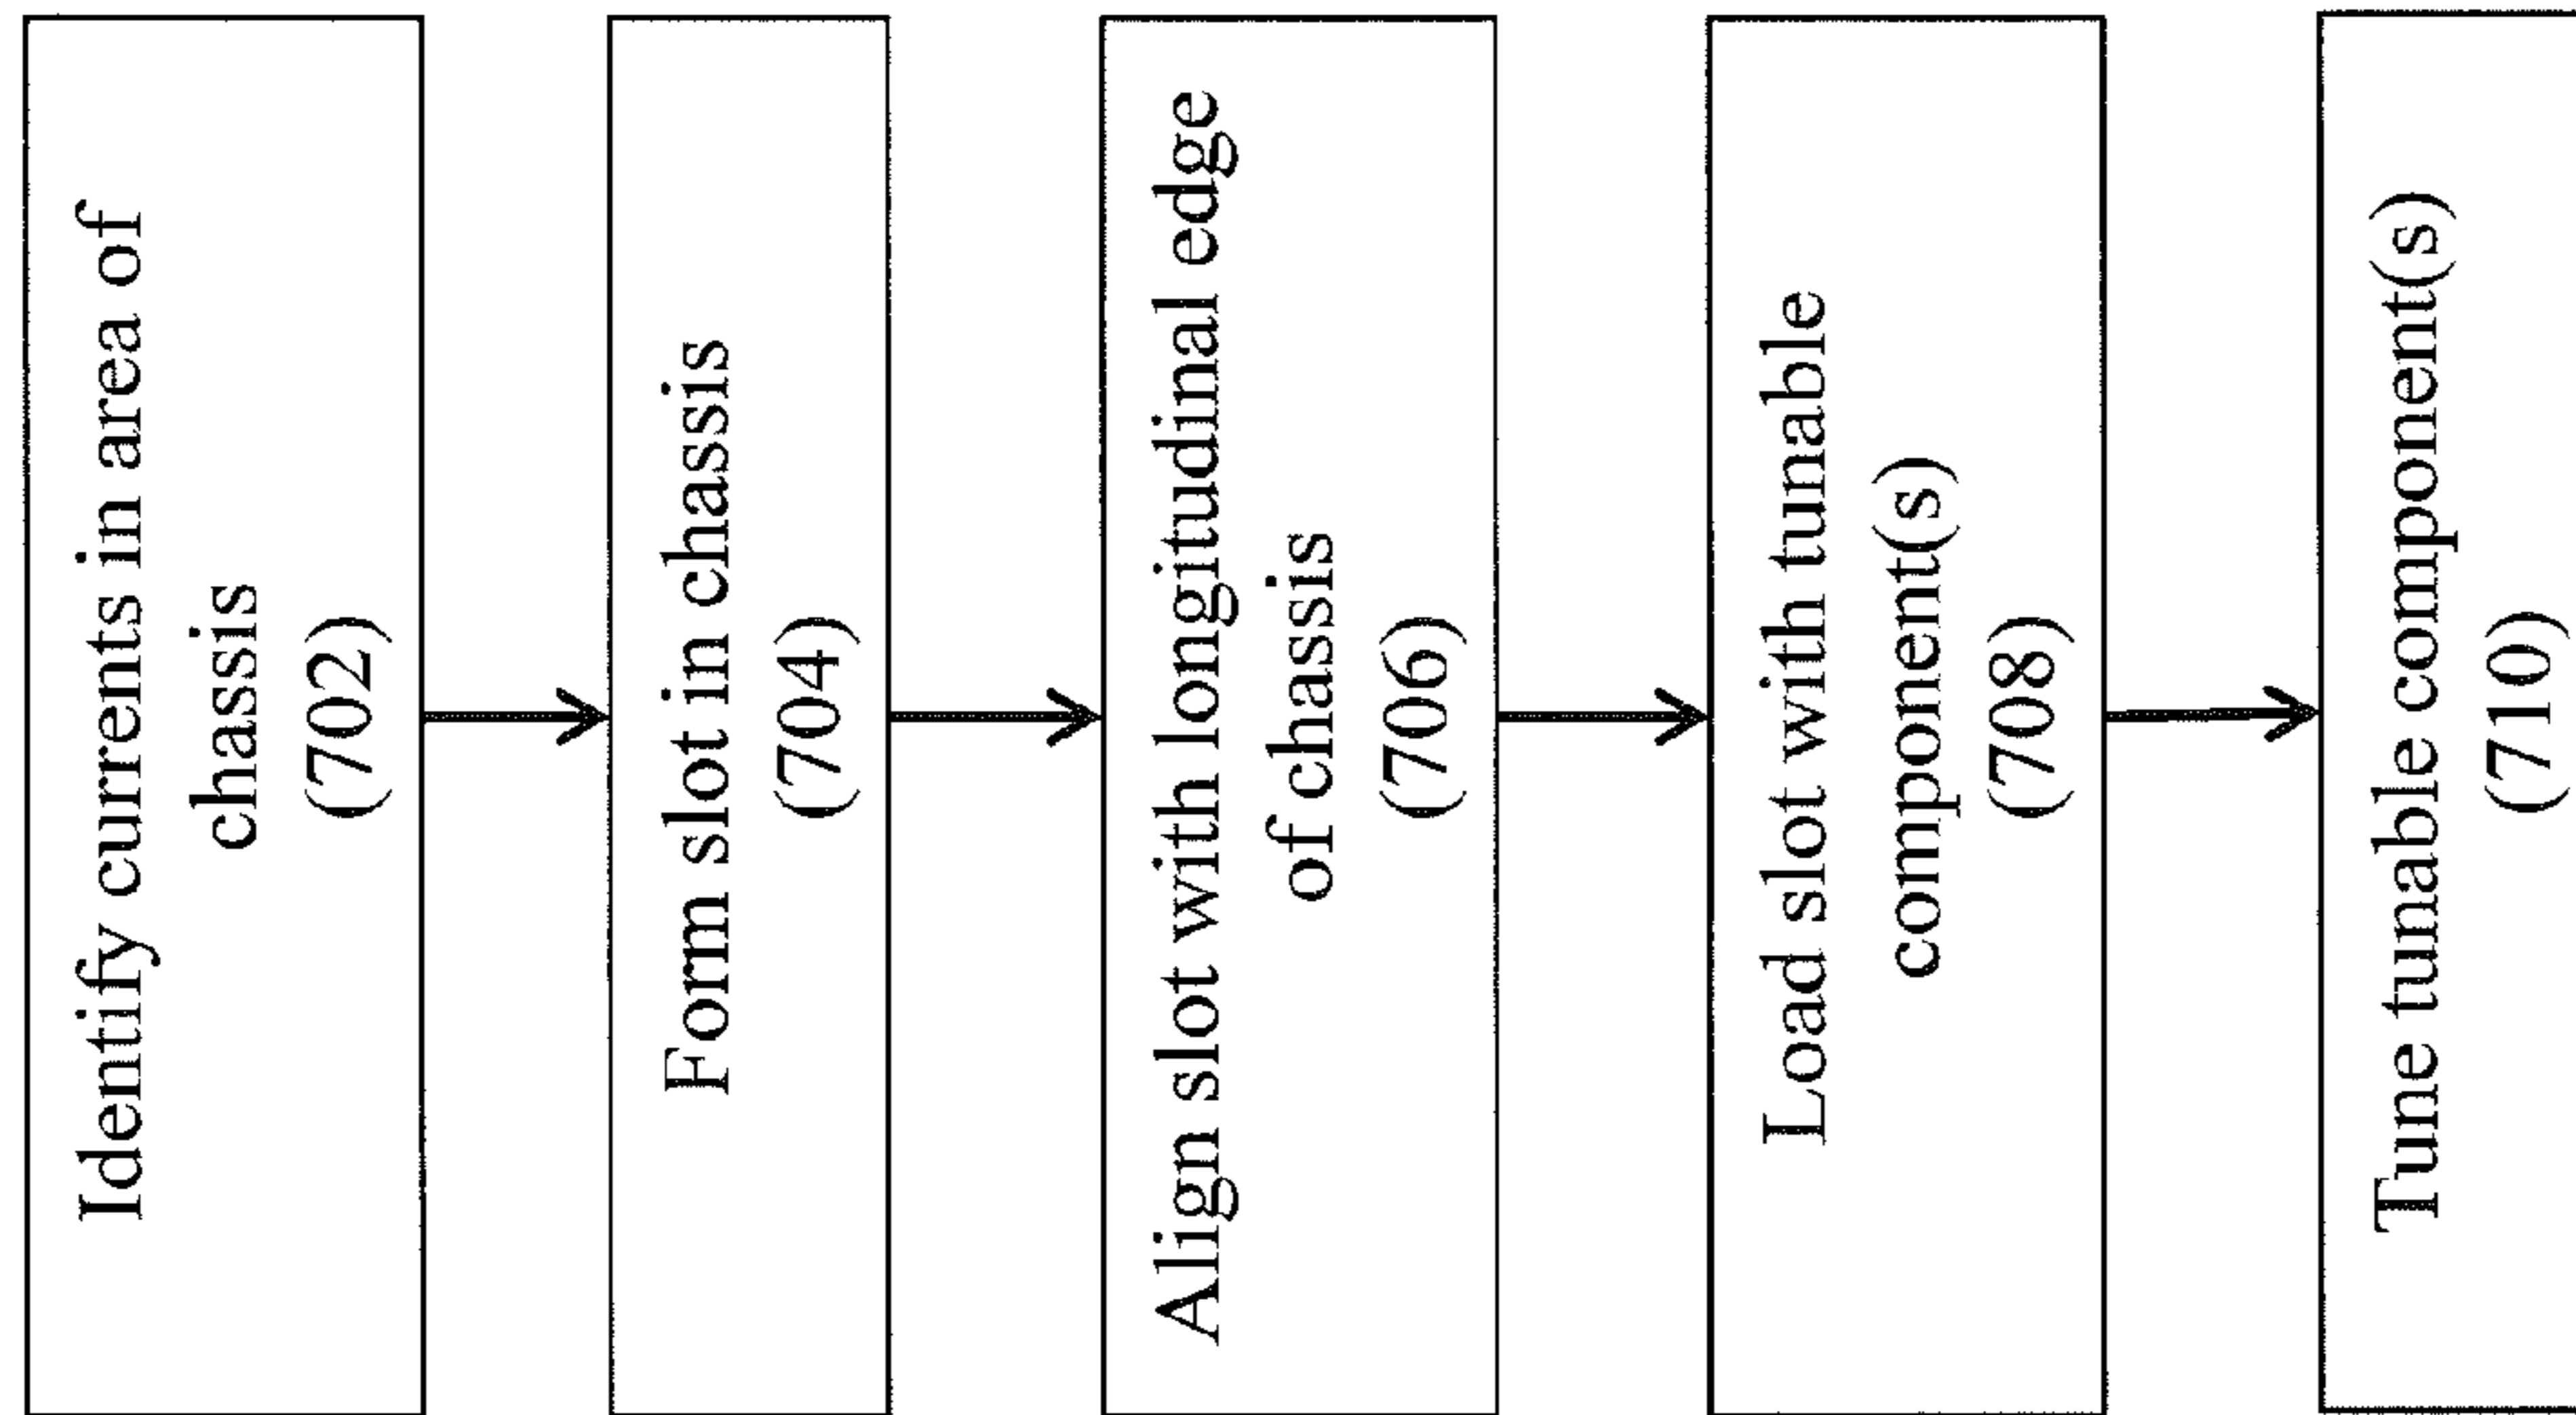 Identify currents in area of
chassis
(702)
Form slot in chassis
(704)
Align slot with longitudinal edge
of chassis
(706)
Load slot with tunable
component(s)
(708)
Tune tunable component(s)
(710)